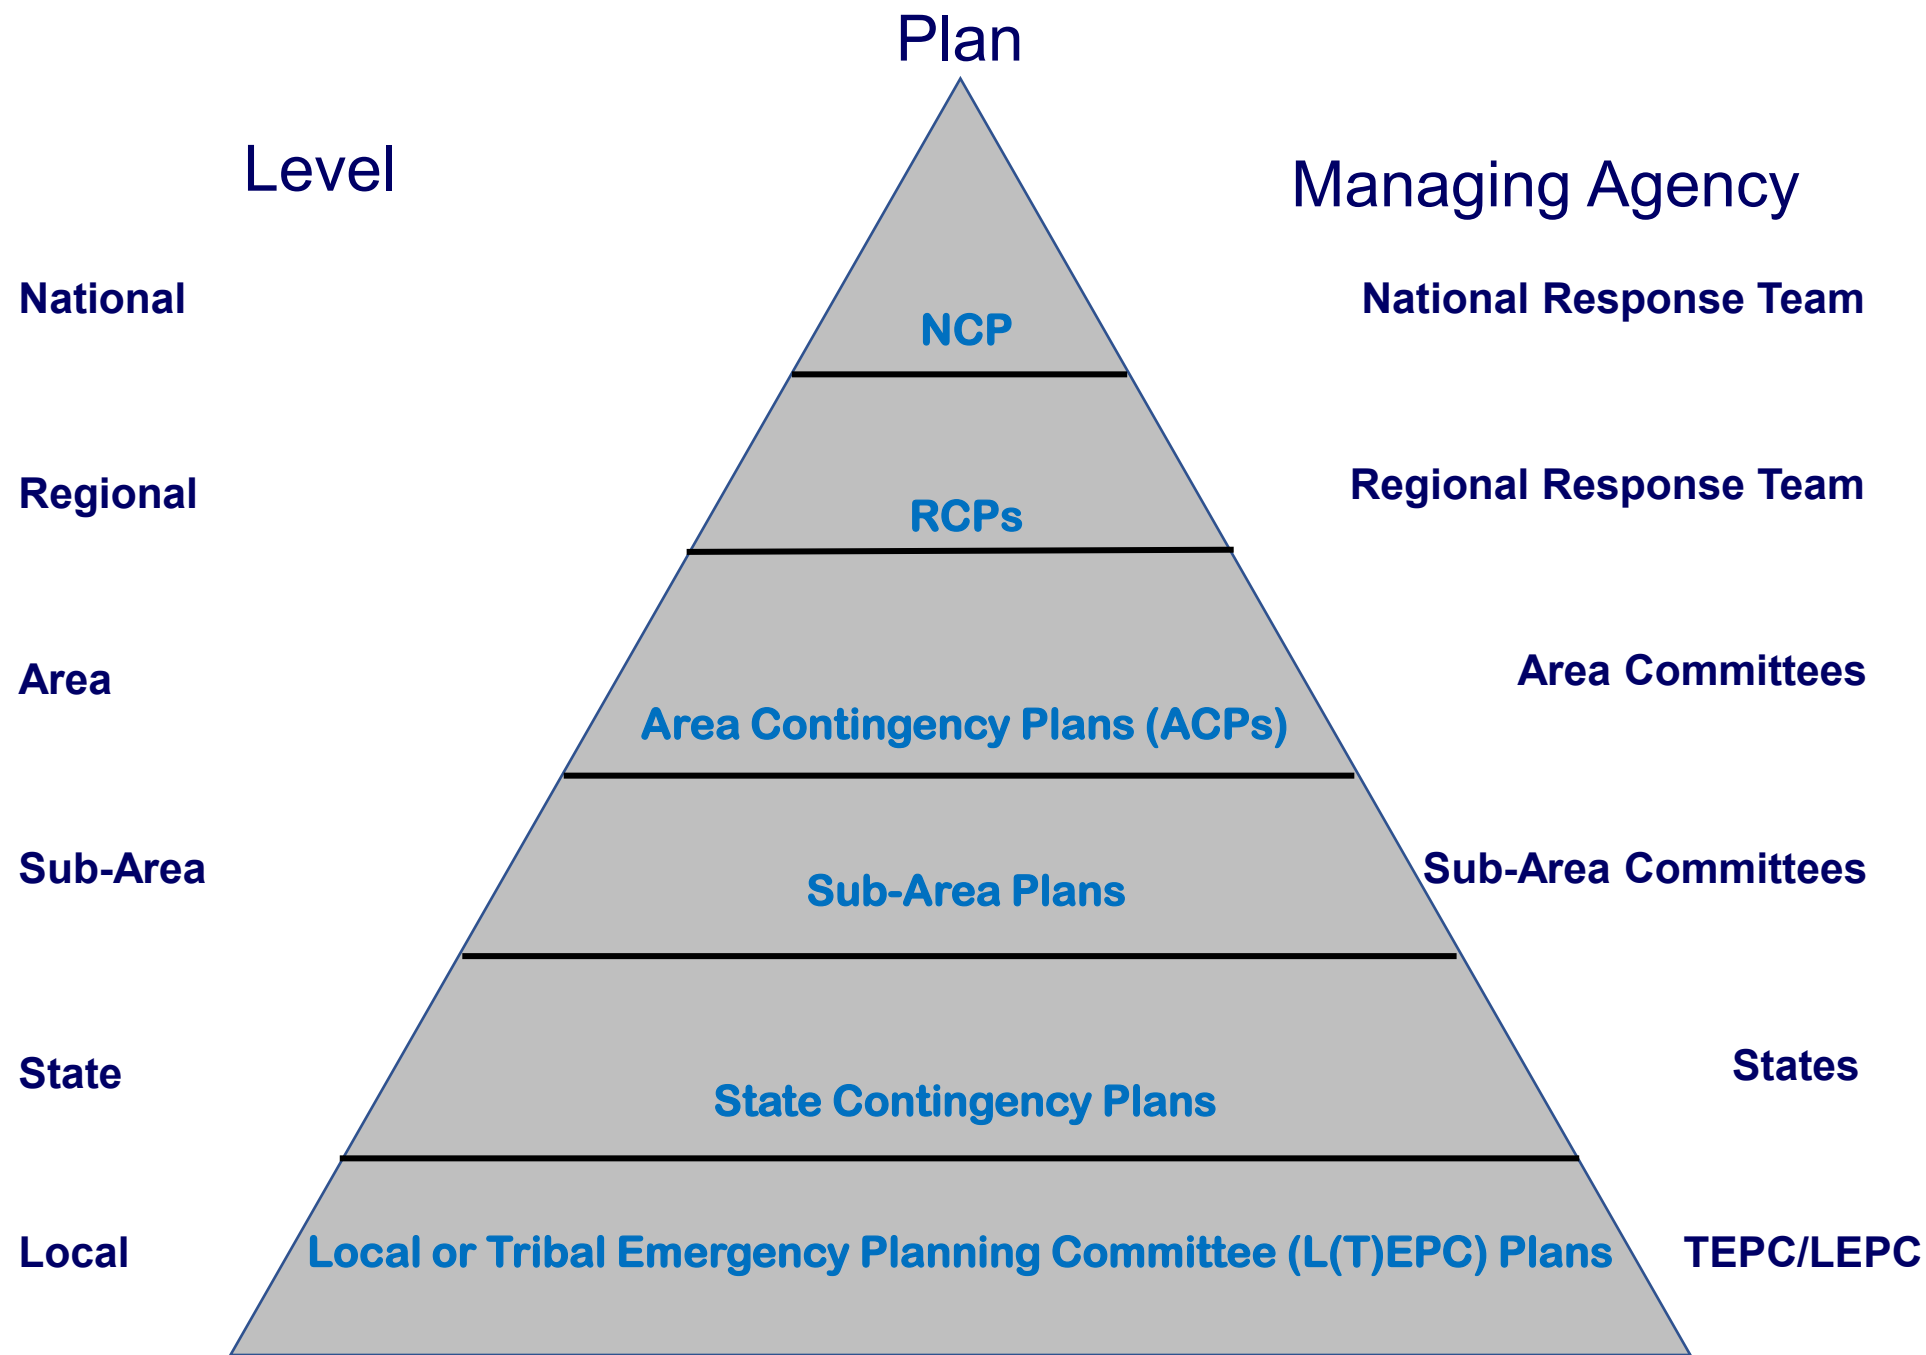 Plan
Level
Managing Agency
National
NCP
National Response Team
Regional
RCPs
Regional Response Team
Area
Area Contingency Plans (ACPs)
Area Committees
Sub-Area
Sub-Area Plans
Sub-Area Committees
State
State Contingency Plans
States
Local
Local or Tribal Emergency Planning Committee (L(T)EPC) Plans
TEPC/LEPC